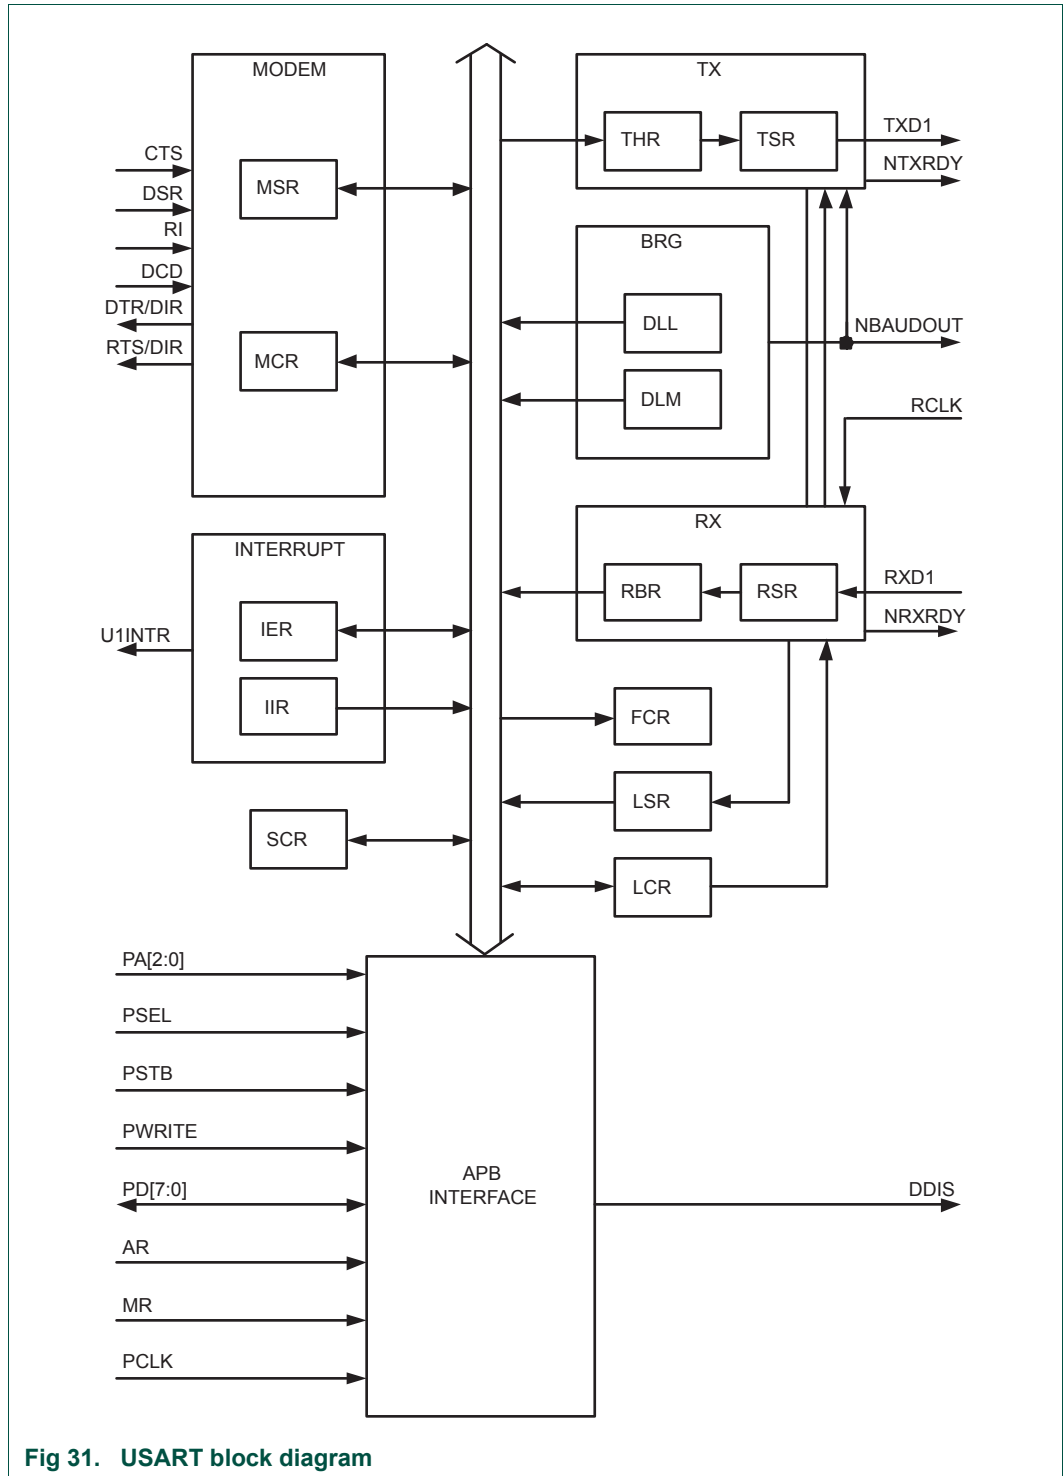 MODEM
CTS
MSR
DSR
RI
DCD
DTR/DIR
RTS/DIR
MCR
TX
THR
TSR
TXD1
NTXRDY
BRG
DLL
NBAUDOUT
DLM
RCLK
INTERRUPT
IER
U1INTR
IIR
RX
RBR
RSR
RXD1
NRXRDY
FCR
LSR
SCR
LCR
PA[2:0]
PSEL
PSTB
PWRITE
PD[7:0]
AR
MR
PCLK
APB
INTERFACE
DDIS
Fig 31. USART block diagram